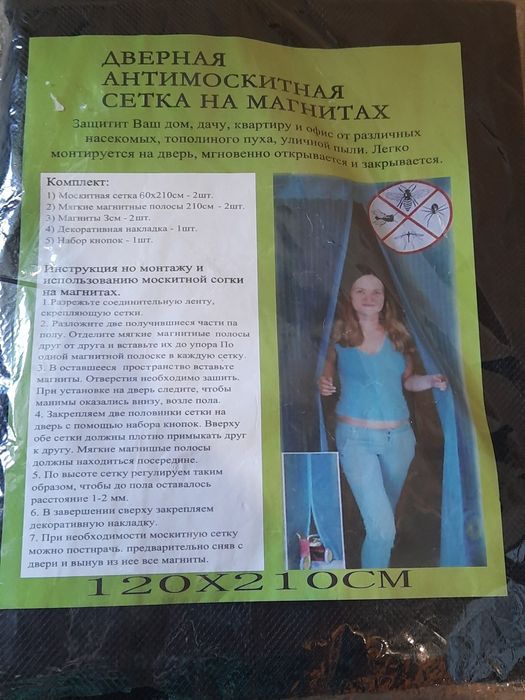 ДВЕРНАЯ
АНТИМОСКИТНАЯ
СЕТКА НА МАГНИТАХ
Защитит Ваш дом, дачу, квартиру и офис от различных
насекомых, тополиного пуха, уличной пыли. Легко
монтируется на дверь, мгновенно открывается и закрывается.
Комплект:
1) Москитная сетка 60х210см - 2шт.
2) Мягкие магнитные полосы 210см - 2шт.
3) Магниты 3см - 2шт.
4) Декоративная накладка - 1шт.
5) Набор кнопок - 1шт.
Инструкция но монтажу и
использованию москитной согки
на магнитах.
1.Разрежьте соединительную ленту,
скрепляющую сетки.
2. Разложите две получившиеся части па
полу. Отделите мягкие магнитные полосы
друг от друга и вставьте их до упора По
одной магнитной полоске в каждую сетку.
3. В оставшееся пространство вставьте
магниты. Отверстия необходимо зашить.
При установке на дверь следите, чтобы
манимы оказались внизу, возле пола.
4. Закрепляем две половинки сетки на
дверь с помощью набора кнопок. Вверху
обе сетки должны плотно примыкать друг
к другу. Мягкие магнишые полосы
должны находиться посередине.
5. По высоте сетку регулируем таким
образом, чтобы до пола оставалось
расстояние 1-2 мм.
6. В завершении сверху закрепляем
декоративную накладку.
7. При необходимости москитную сетку
можно постирачь. предварительно сняв с
двери и вынув из нее все магниты.
120X210СМ